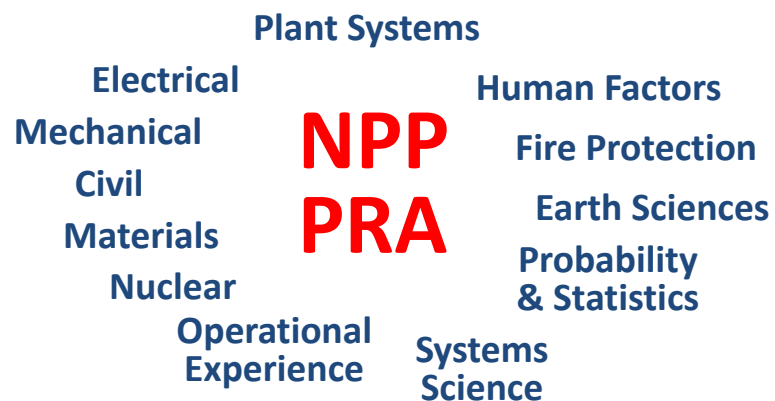 Plant Systems
Electrical
Human Factors
Mechanical
NPP
PRA
Fire Protection
Civil
Earth Sciences
Materials
Probability
& Statistics
Nuclear
Operational
Experience
Systems
Science